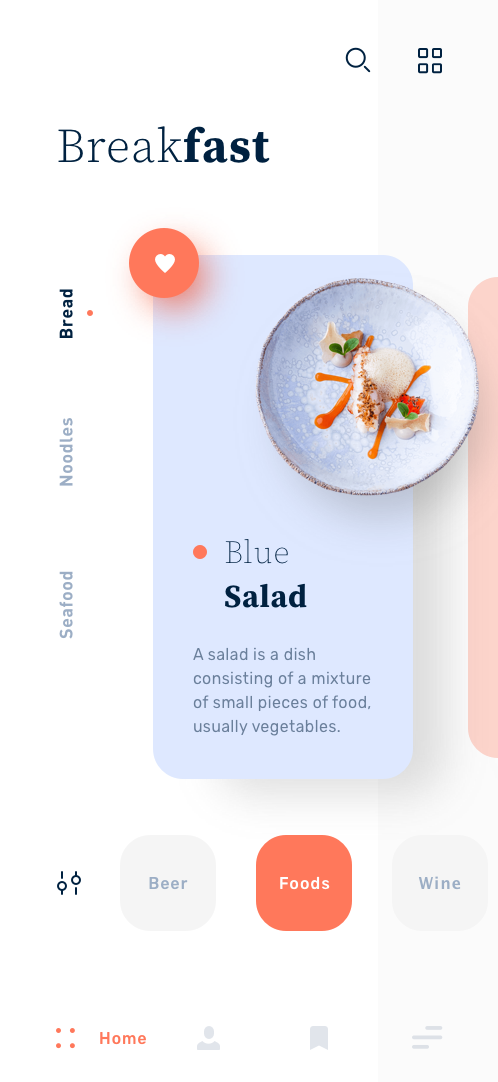 Breakfast
Bread
Noodles
Seafood
Blue
Salad
A salad is a dish
consisting of a mixture
of small pieces of food,
usually vegetables.
Beer
Foods
Wine
Home